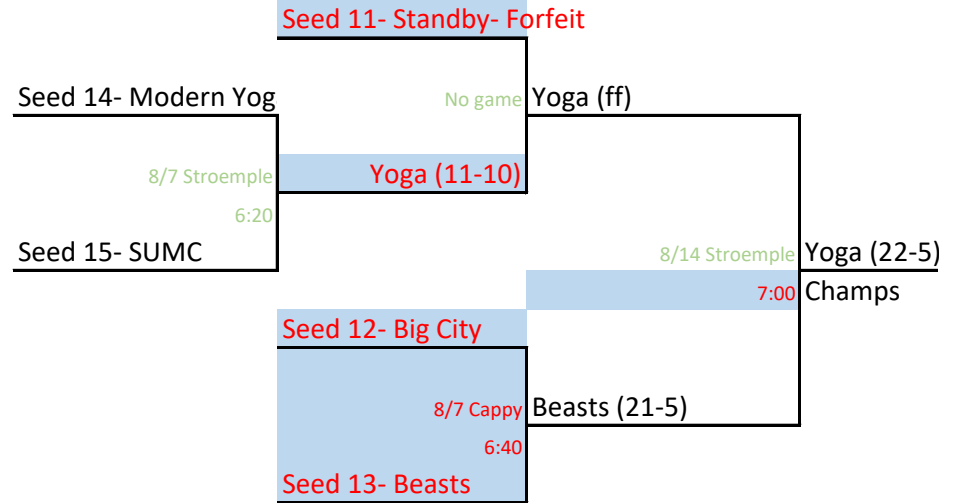 Seed 11- Standby- Forfeit
Seed 14- Modern Yog
No game
Yoga (ff)
8/7 Stroemple
Yoga (11-10)
6:20
Seed 15- SUMC
8/14 Stroemple
Yoga (22-5)
7:00
Champs
Seed 12- Big City
8/7 Cappy
Beasts (21-5)
6:40
Seed 13- Beasts